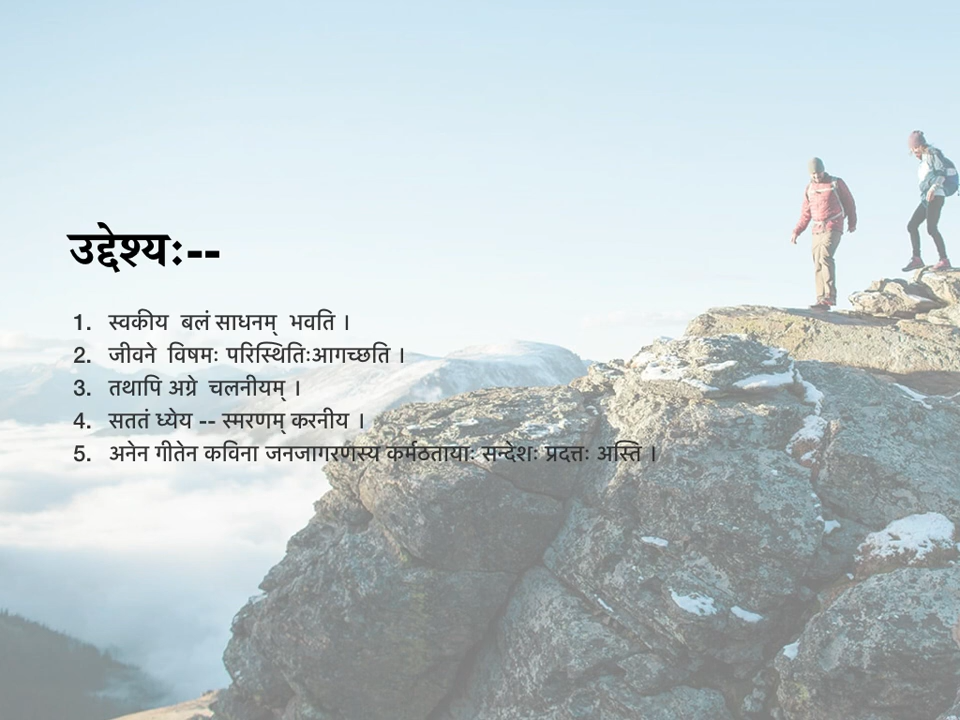 उद्देश्यः--
1. स्वकीय बलं साधनम् भवति ।
2. जीवने विषमः परिस्थितिःआगच्छति ।
3. तथापि अग्रे चलनीयम् ।
4. सततं ध्येय -- स्मरणम् करनीय ।
5. अनेन गीतेन कविना जनजागरणस्य कर्मठतायाः सन्देशः प्रदत्तः अस्ति ।